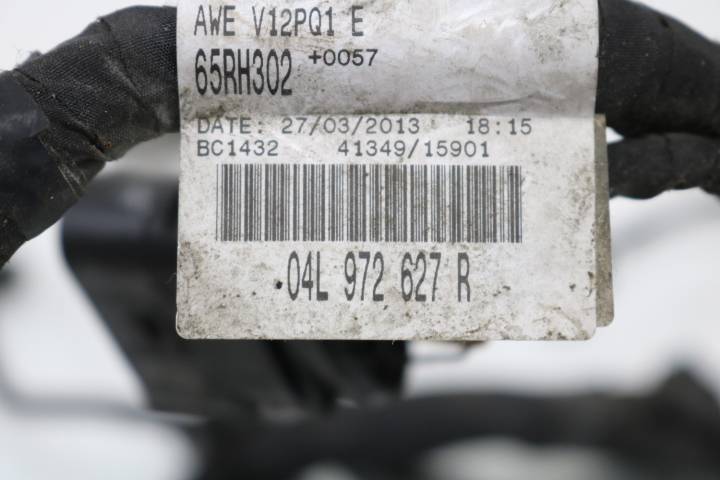 AWE V12PQ1 E
65RH302 +0057
DATE: 27/03/2013 18:15
BC1432 41349/15901
04L 972 627 R